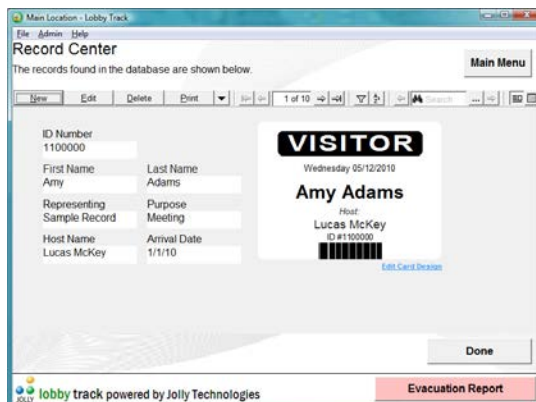 Main Location - Lobby Track
File Admin Help
Record Center
The records found in the database are shown below.
Main Menu
New Edit Delete Print 1 of 10 Search ...
ID Number
1100000
First Name Last Name
Amy Adams
Representing Purpose
Sample Record Meeting
Host Name Arrival Date
Lucas McKey 1/1/10
VISITOR
Wednesday 05/12/2010
Amy Adams
Host:
Lucas McKey
ID #1100000
Edit Card Design
Done
JOLLY lobby track powered by Jolly Technologies
Evacuation Report